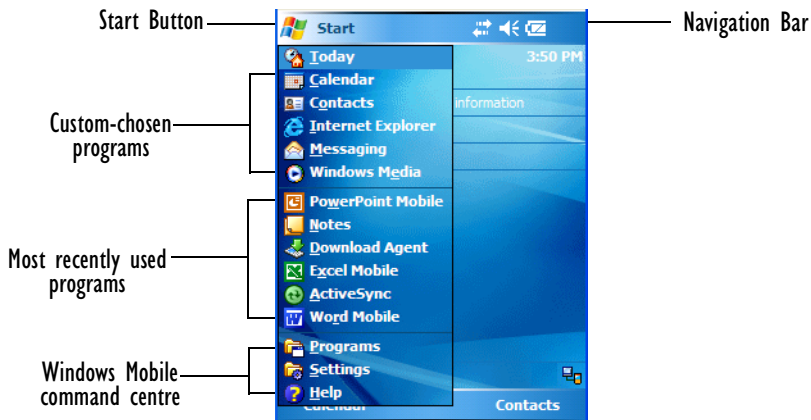 Start Button
Start
Navigation Bar
Today
3:50 PM
Calendar
Contacts
information
Internet Explorer
Messaging
Windows Media
Custom-chosen
programs
PowerPoint Mobile
Notes
Download Agent
Excel Mobile
ActiveSync
Word Mobile
Most recently used
programs
Programs
Settings
Help
Windows Mobile
command centre
Calendar
Contacts